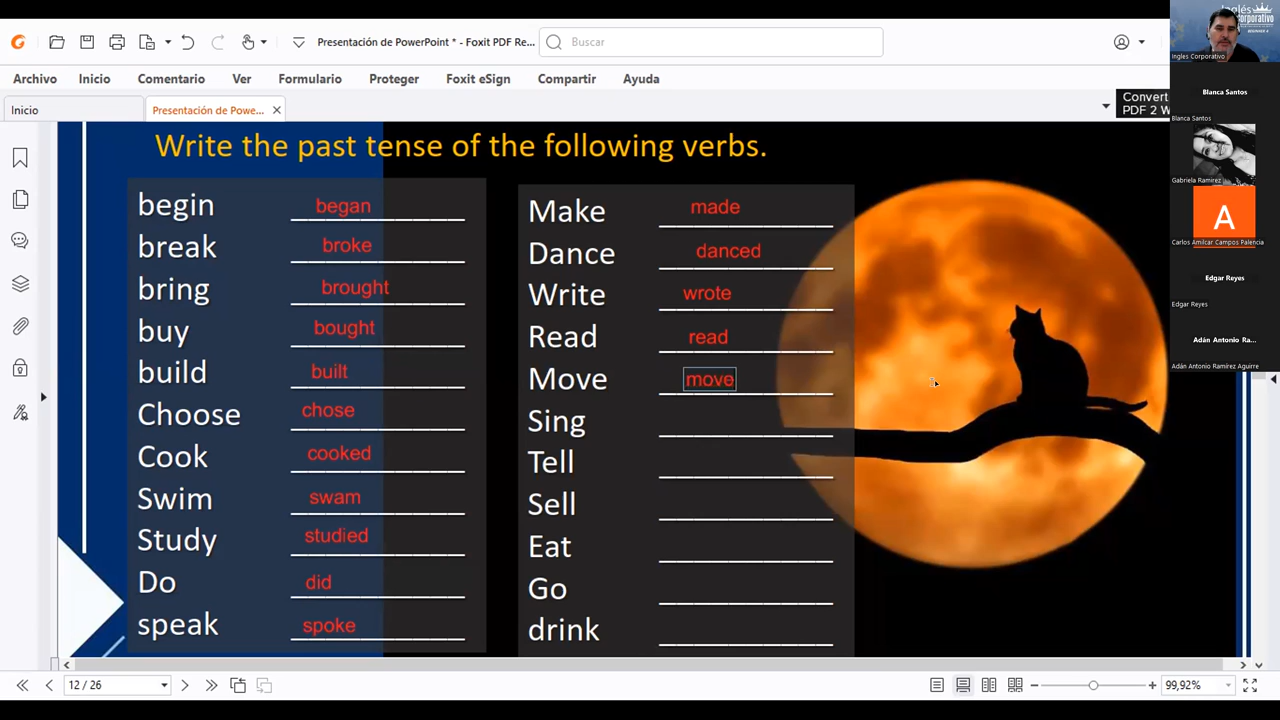 Presentación de PowerPoint * - Foxit PDF Re...
Buscar
Archivo Inicio Comentario Ver Formulario Proteger Foxit eSign Compartir Ayuda
Inicio
Presentación de Powe...
Convert
PDF 2 W
Write the past tense of the following verbs.
begin began
break broke
bring brought
buy bought
build built
Choose chose
Cook cooked
Swim swam
Study studied
Do did
speak spoke
Make made
Dance danced
Write wrote
Read read
Move move
Sing
Tell
Sell
Eat
Go
drink
Inglés
Corporativo
BEGINNER 4
Ingles Corporativo
Blanca Santos
Blanca Santos
Gabriela Ramirez
A
Carlos Amilcar Campos Palencia
Edgar Reyes
Edgar Reyes
Adán Antonio Ra...
Adán Antonio Ramírez Aguirre
12 / 26
99,92%